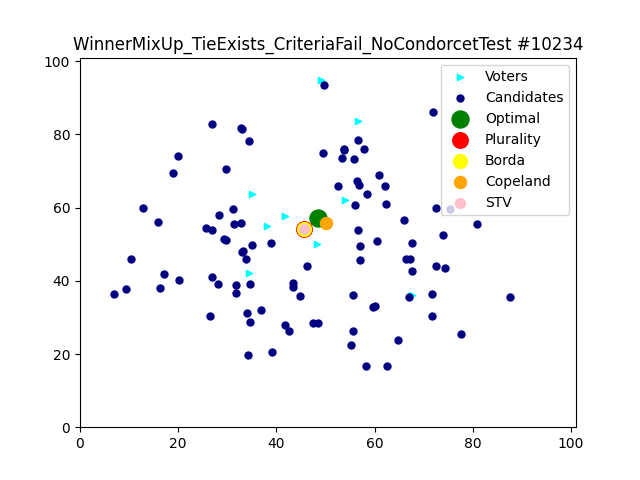 WinnerMixUp_TieExists_CriteriaFail_NoCondorcetTest #10234
100
80
60
40
20
0
0 20 40 60 80 100
Voters
Candidates
Optimal
Plurality
Borda
Copeland
STV